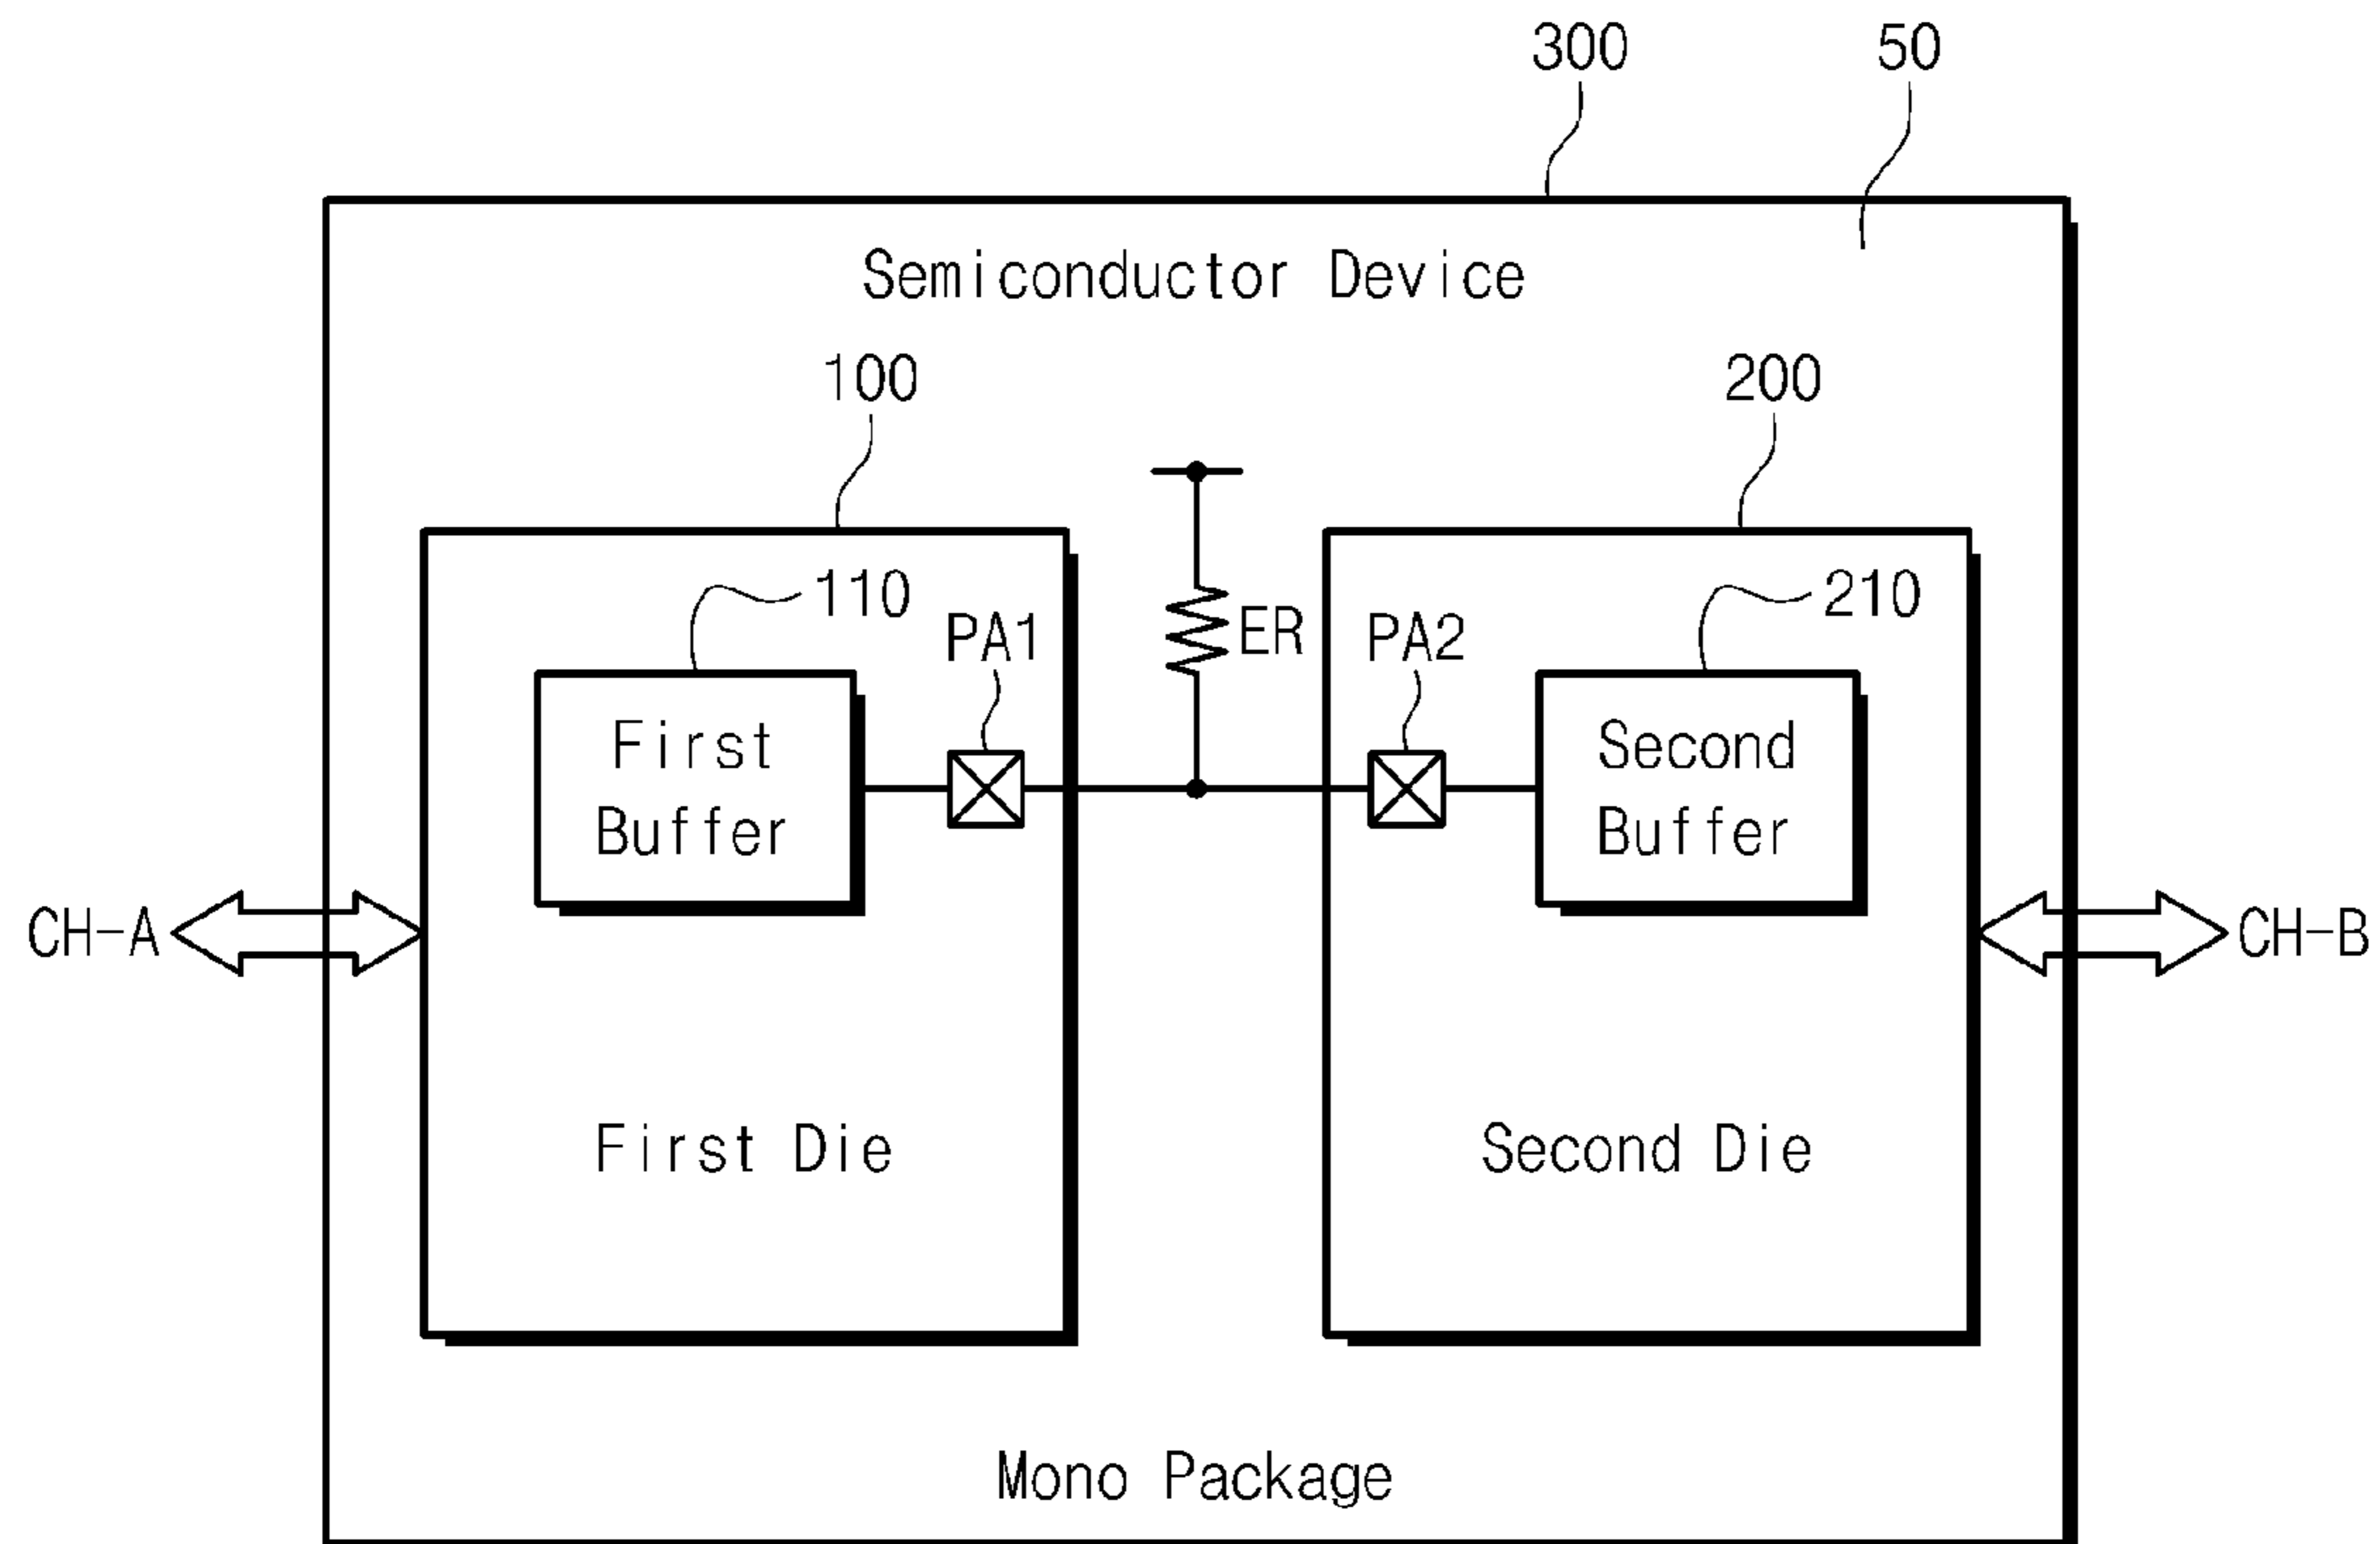 300
50
Semiconductor Device
100
200
110
PA1
ER
PA2
210
First
Buffer
Second
Buffer
CH-A
CH-B
First Die
Second Die
Mono Package